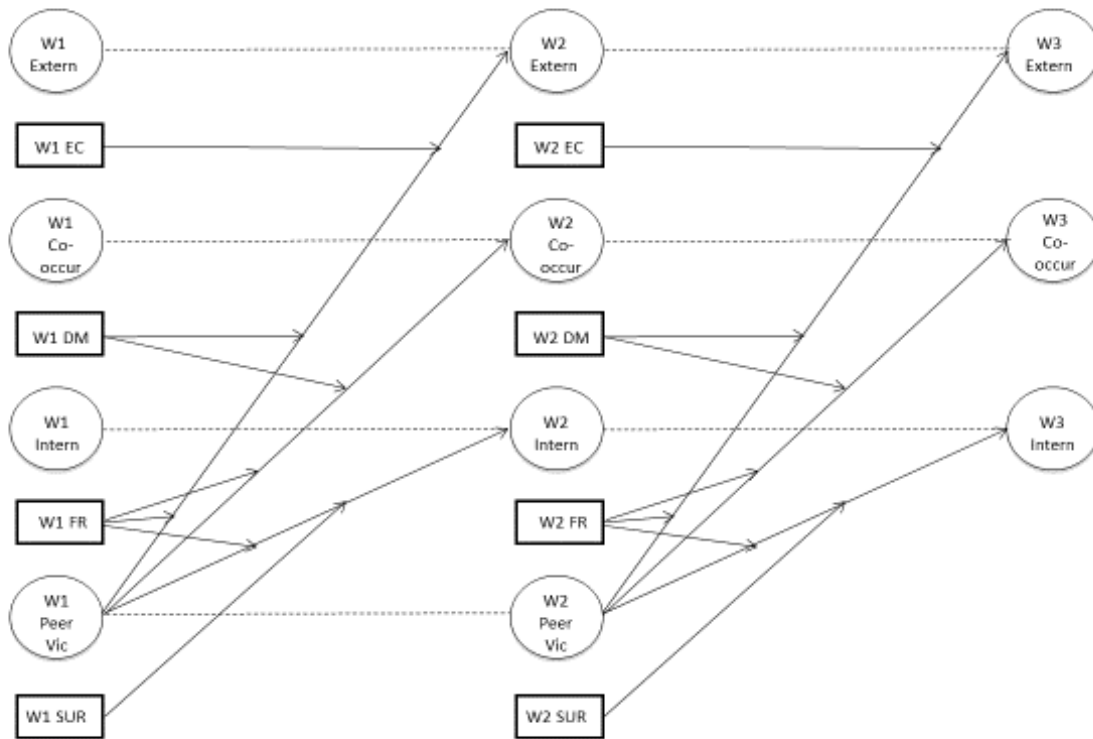 W1
Extern
W2
Extern
W3
Extern
W1 EC
W2 EC
W1
Co-
occur
W2
Co-
occur
W3
Co-
occur
W1 DM
W2 DM
W1
Intern
W2
Intern
W3
Intern
W1 FR
W2 FR
W1
Peer
Vic
W2
Peer
Vic
W1 SUR
W2 SUR